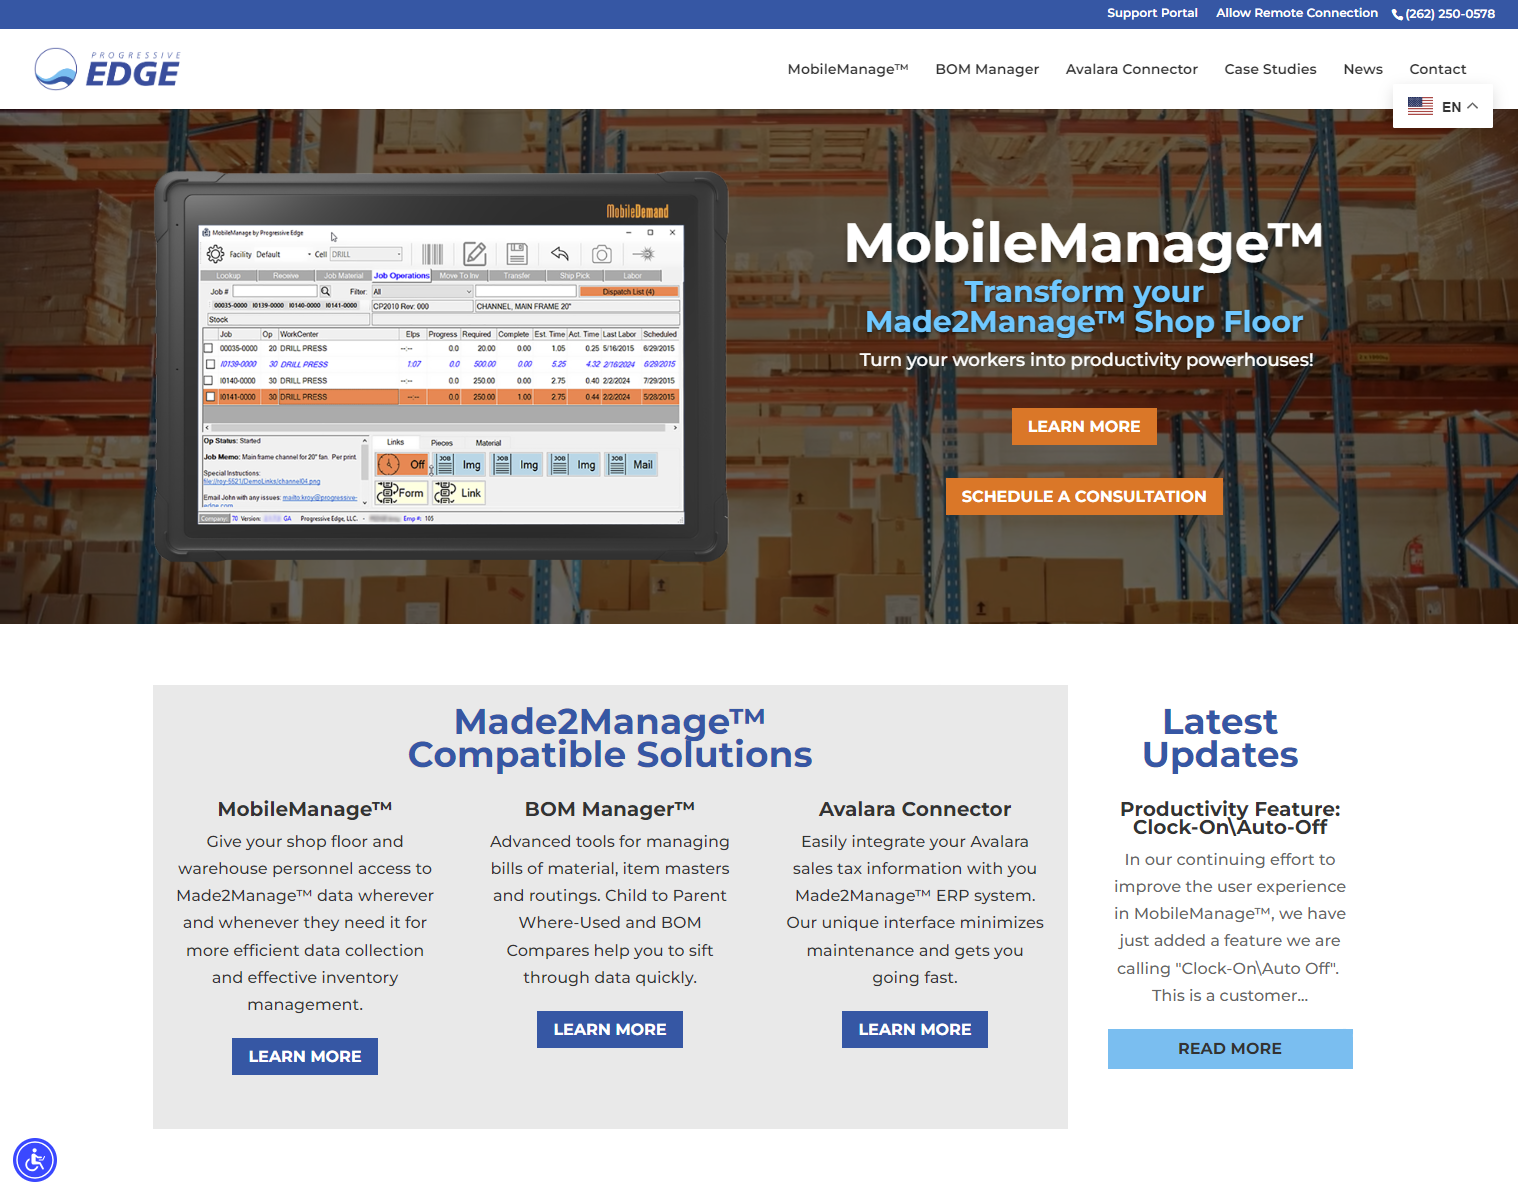 Support Portal
Allow Remote Connection
(262) 250-0578
PROGRESSIVE
EDGE
MobileManage™
BOM Manager
Avalara Connector
Case Studies
News
Contact
EN
MobileDemand
MobileManage by Progressive Edge
Facility Default
Cell DRILL
Lookup Receive Job Material Job Operations Move To Inv Transfer Ship Pick Labor
Job # Filter: All Dispatch List (4)
00035-0000 I0139-0000 I0140-0000 I0141-0000 CP2010 Rev: 000 CHANNEL, MAIN FRAME 20"
Stock
Job Op WorkCenter Elps Progress Required Complete Est. Time Act. Time Last Labor Scheduled
00035-0000 20 DRILL PRESS --:-- 0.0 20.00 0.00 1.05 0.25 5/16/2015 6/29/2015
I0139-0000 30 DRILL PRESS 1:07 0.0 500.00 0.00 5.25 4.32 2/16/2024 6/29/2015
I0140-0000 30 DRILL PRESS 0.0 250.00 0.00 2.75 0.40 2/2/2024 7/29/2015
I0141-0000 30 DRILL PRESS --:-- 0.0 250.00 1.00 2.75 0.44 2/2/2024 5/28/2015
Op Status: Started
Job Memo: Main frame channel for 20" fan. Per print.
Special Instructions:
file://roy-5521/DemoLinks/channel04.png
Email John with any issues: mailto:kroy@progressive-
edge.com
Links Pieces Material
Off JOB Img JOB Img JOB Img JOB Mail
Form Link
Company: 70 Version: GA Progressive Edge, LLC. - Emp #: 105
MobileManage™
Transform your
Made2Manage™ Shop Floor
Turn your workers into productivity powerhouses!
LEARN MORE
SCHEDULE A CONSULTATION
Made2Manage™
Compatible Solutions
MobileManage™
Give your shop floor and
warehouse personnel access to
Made2Manage™ data wherever
and whenever they need it for
more efficient data collection
and effective inventory
management.
LEARN MORE
BOM Manager™
Advanced tools for managing
bills of material, item masters
and routings. Child to Parent
Where-Used and BOM
Compares help you to sift
through data quickly.
LEARN MORE
Avalara Connector
Easily integrate your Avalara
sales tax information with you
Made2Manage™ ERP system.
Our unique interface minimizes
maintenance and gets you
going fast.
LEARN MORE
Latest
Updates
Productivity Feature:
Clock-On\Auto-Off
In our continuing effort to
improve the user experience
in MobileManage™, we have
just added a feature we are
calling "Clock-On\Auto Off".
This is a customer...
READ MORE